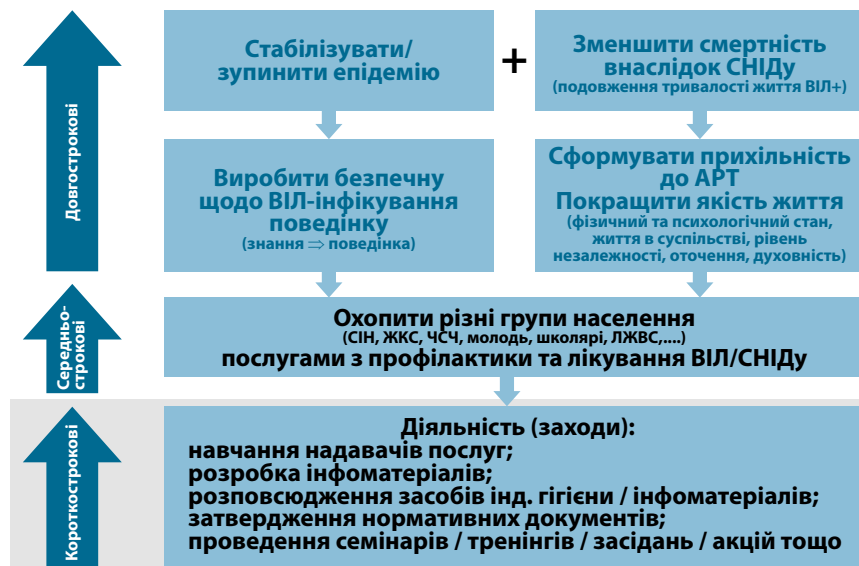 Довгострокові
Стабілізувати/
зупинити епідемію
+
Зменшити смертність
внаслідок СНІДу
(подовження тривалості життя ВІЛ+)
Виробити безпечну
щодо ВІЛ-інфікування
поведінку
(знання ⇒ поведінка)
Сформувати прихільність
до АРТ
Покращити якість життя
(фізичний та психологічний стан,
життя в суспільстві, рівень
незалежності, оточення, духовність)
Середньо-
строкові
Охопити різні групи населення
(СІН, ЖКС, ЧСЧ, молодь, школярі, ЛЖВС,....)
послугами з профілактики та лікування ВІЛ/СНІДу
Короткострокові
Діяльність (заходи):
навчання надавачів послуг;
розробка інфоматеріалів;
розповсюдження засобів інд. гігієни / інфоматеріалів;
затвердження нормативних документів;
проведення семінарів / тренінгів / засідань / акцій тощо